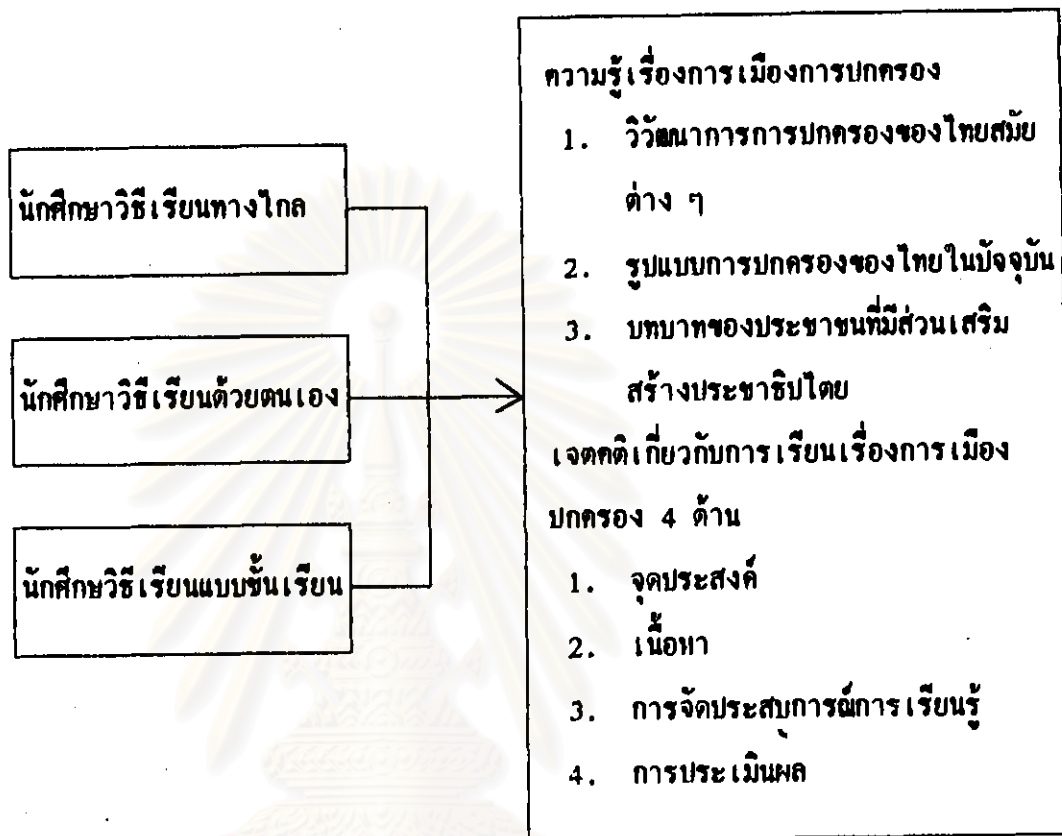 นักศึกษาวิธีเรียนทางไกล
นักศึกษาวิธีเรียนด้วยตนเอง
นักศึกษวิธีเรียนแบบชั้นเรียน
ความรู้เรื่องการเมืองการปกครอง
1. วิวัฒนาการการปกครองของไทยสมัย
ต่าง ๆ
2. รูปแบบการปกครองของไทยในปัจจุบัน
3. บทบาทของประชาชนที่มีส่วนเสริม
สร้างประชาธิปไตย
เจตคติเกี่ยวกับการเรียนเรื่องการเมือง
ปกครอง 4 ด้าน
1. จุดประสงค์
2. เนื้อหา
3. การจัดประสบการณ์การเรียนรู้
4. การประเมินผล